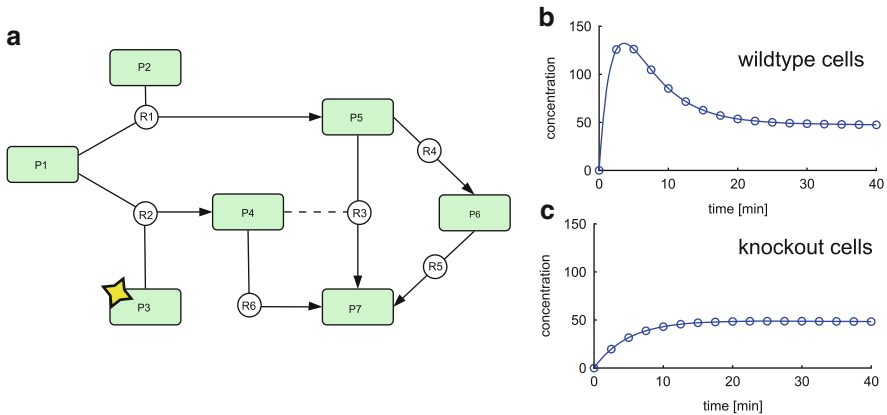 a
P2
R1
P5
P1
R4
R2
P4
R3
P6
R5
P3
R6
P7
b
150
100
50
0
concentration
wildtype cells
0 10 20 30 40
time [min]
c
150
100
50
0
concentration
knockout cells
0 10 20 30 40
time [min]